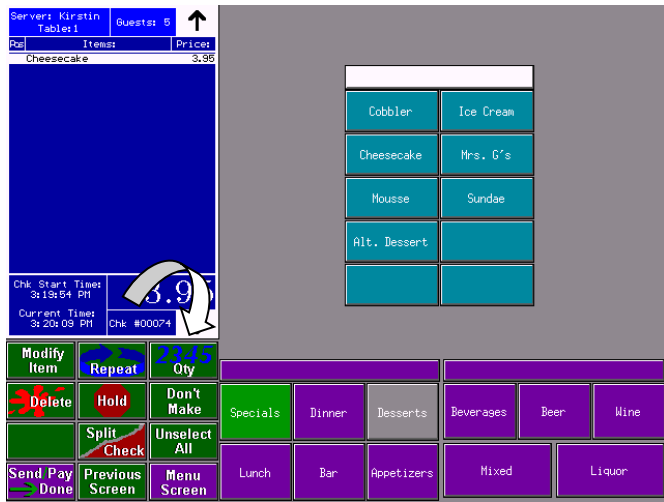 Server: Kirstin
Table:1
Guests: 5
Pos Items: Price:
Cheesecake 3.95
Cobbler Ice Cream
Cheesecake Mrs. G's
Mousse Sundae
Alt. Dessert
Chk Start Time:
3:19:54 PM
3.95
Current Time:
3:20:09 PM
Chk #00074
Modify
Item
Repeat
2345
Qty
Delete
Hold
Don't
Make
Split
Check
Unselect
All
Send/Pay
Done
Previous
Screen
Menu
Screen
Specials Dinner Desserts Beverages Beer Wine
Lunch Bar Appetizers Mixed Liquor